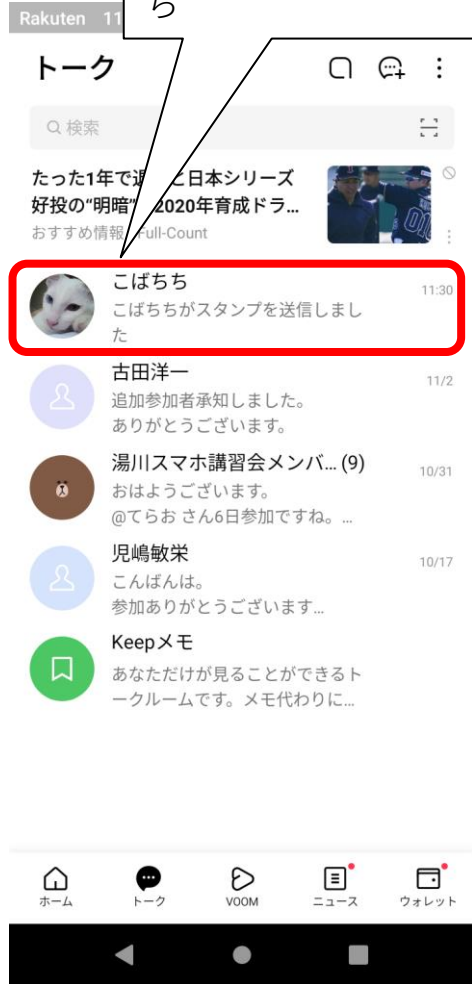 Rakuten 11
ち
トーク
検索
たった1年で
日本シリーズ
好投の“明暗”
2020年育成ドラ...
おすすめ情報
Full-Count
こばちち
11:30
こばちちがスタンプを送信しまし
た
古田洋一
11/2
追加参加者承知しました。
ありがとうございます。
湯川スマホ講習会メンバ... (9)
10/31
おはようございます。
@てらお さん6日参加ですね。...
児嶋敏栄
10/17
こんばんは。
参加ありがとうございます...
Keepメモ
あなただけが見ることができるト
ークルームです。メモ代わりに...
ホーム
トーク
VOOM
ニュース
ウォレット